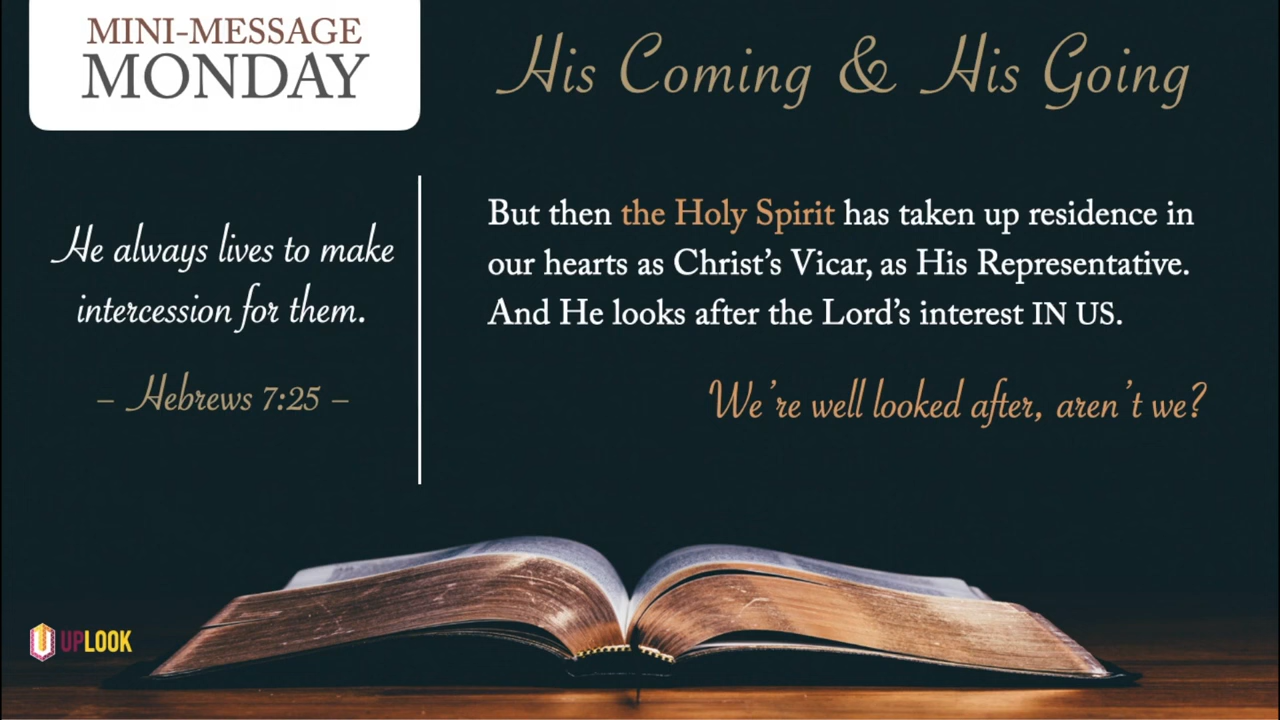 MINI-MESSAGE
MONDAY
His Coming & His Going
He always lives to make
intercession for them.
– Hebrews 7:25 –
But then the Holy Spirit has taken up residence in
our hearts as Christ’s Vicar, as His Representative.
And He looks after the Lord’s interest IN US.
We’re well looked after, aren’t we?
UPLOOK